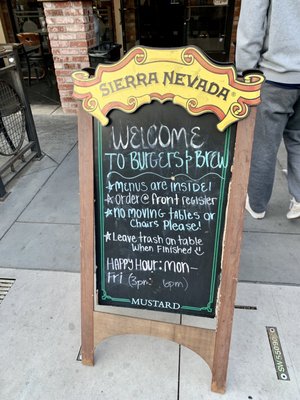 SIERRA NEVADA
WELCOME
TO BURGERS & BREW
★MENUS ARE INSIDE!
★ORDER @ front register
★NO MOVING TABLES OR
CHAIRS Please!
★Leave trash on table
When Finished
HAPPY HOUR: MON-
FRI (3pm - 6pm)
MUSTARD